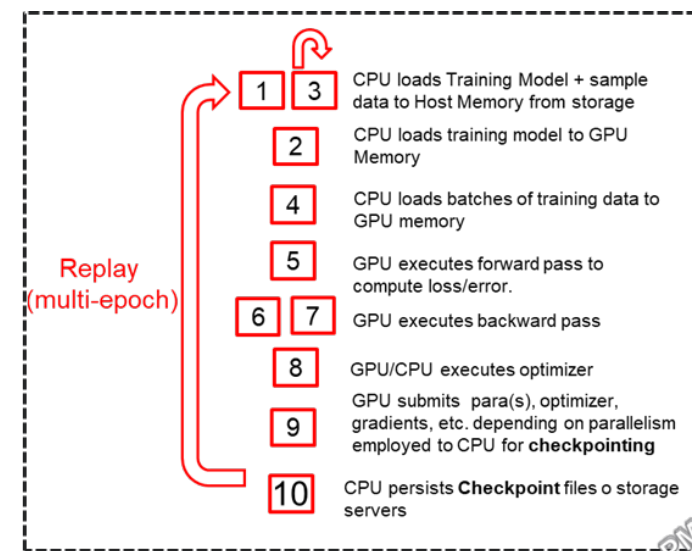 1 3 CPU loads Training Model + sample
data to Host Memory from storage
2 CPU loads training model to GPU
Memory
4 CPU loads batches of training data to
GPU memory
Replay
(multi-epoch)
5 GPU executes forward pass to
compute loss/error.
6 7 GPU executes backward pass
8 GPU/CPU executes optimizer
9 GPU submits para(s), optimizer,
gradients, etc. depending on parallelism
employed to CPU for checkpointing
10 CPU persists Checkpoint files o storage
servers